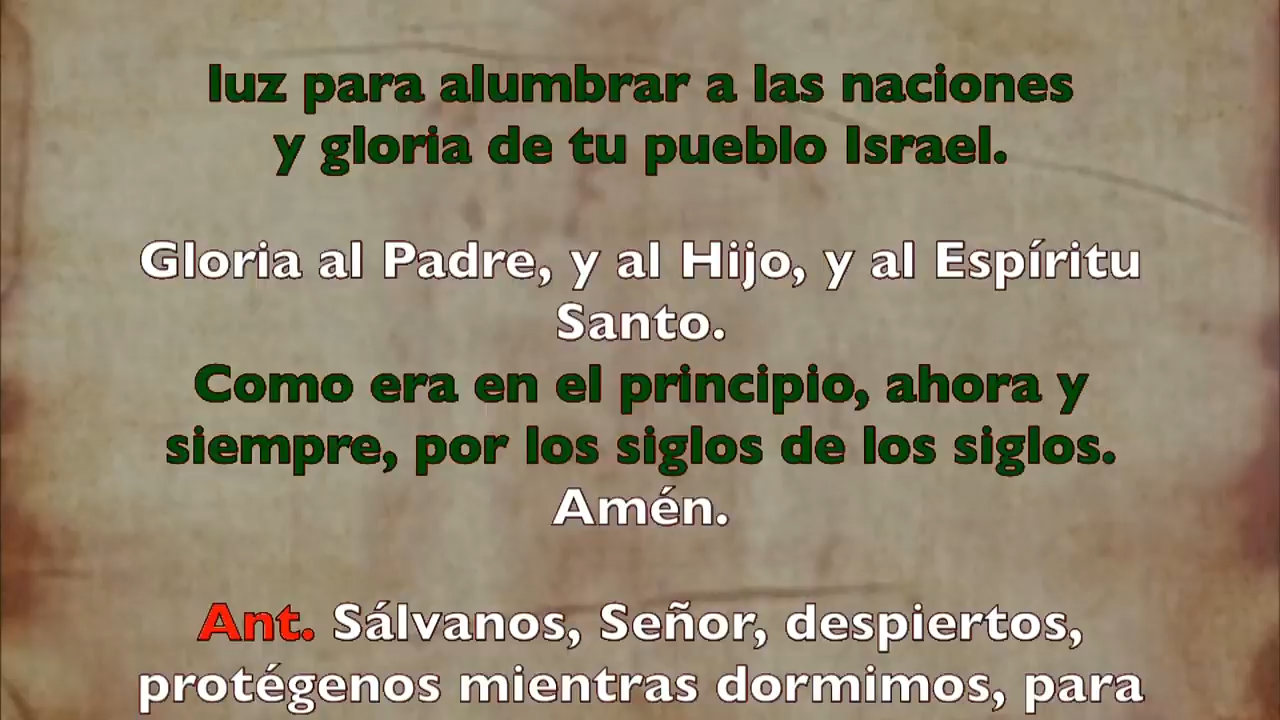 luz para alumbrar a las naciones
y gloria de tu pueblo Israel.
Gloria al Padre, y al Hijo, y al Espíritu
Santo.
Como era en el principio, ahora y
siempre, por los siglos de los siglos.
Amén.
Ant. Sálvanos, Señor, despiertos,
protégenos mientras dormimos, para